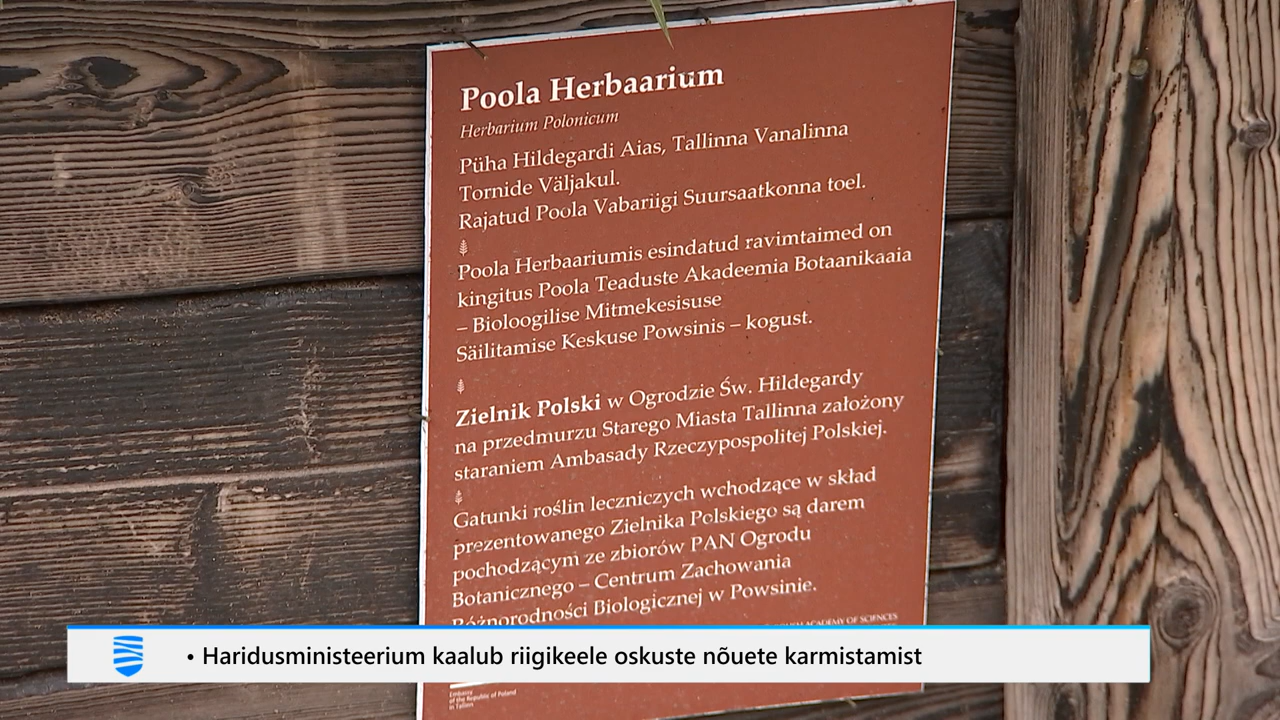 Poola Herbaarium
Herbarium Polonicum
Püha Hildegardi Aias, Tallinna Vanalinna
Tornide Väljakul.
Rajatud Poola Vabariigi Suursaatkonna toel.
Poola Herbaariumis esindatud ravimtaimed on
kingitus Poola Teaduste Akadeemia Botaanikaaia
– Bioloogilise Mitmekesisuse
Säilitamise Keskuse Powsinis – kogust.
Zielnik Polski w Ogrodzie Św. Hildegardy
na przedmurzu Starego Miasta Tallinna założony
staraniem Ambasady Rzeczypospolitej Polskiej.
Gatunki roślin leczniczych wchodzące w skład
prezentowanego Zielnika Polskiego są darem
pochodzącym ze zbiorów PAN Ogrodu
Botanicznego – Centrum Zachowania
Różnorodności Biologicznej w Powsinie.
ACADEMY OF SCIENCES
• Haridusministeerium kaalub riigikeele oskuste nõuete karmistamist
Embassy
of the Republic of Poland
in Tallinn